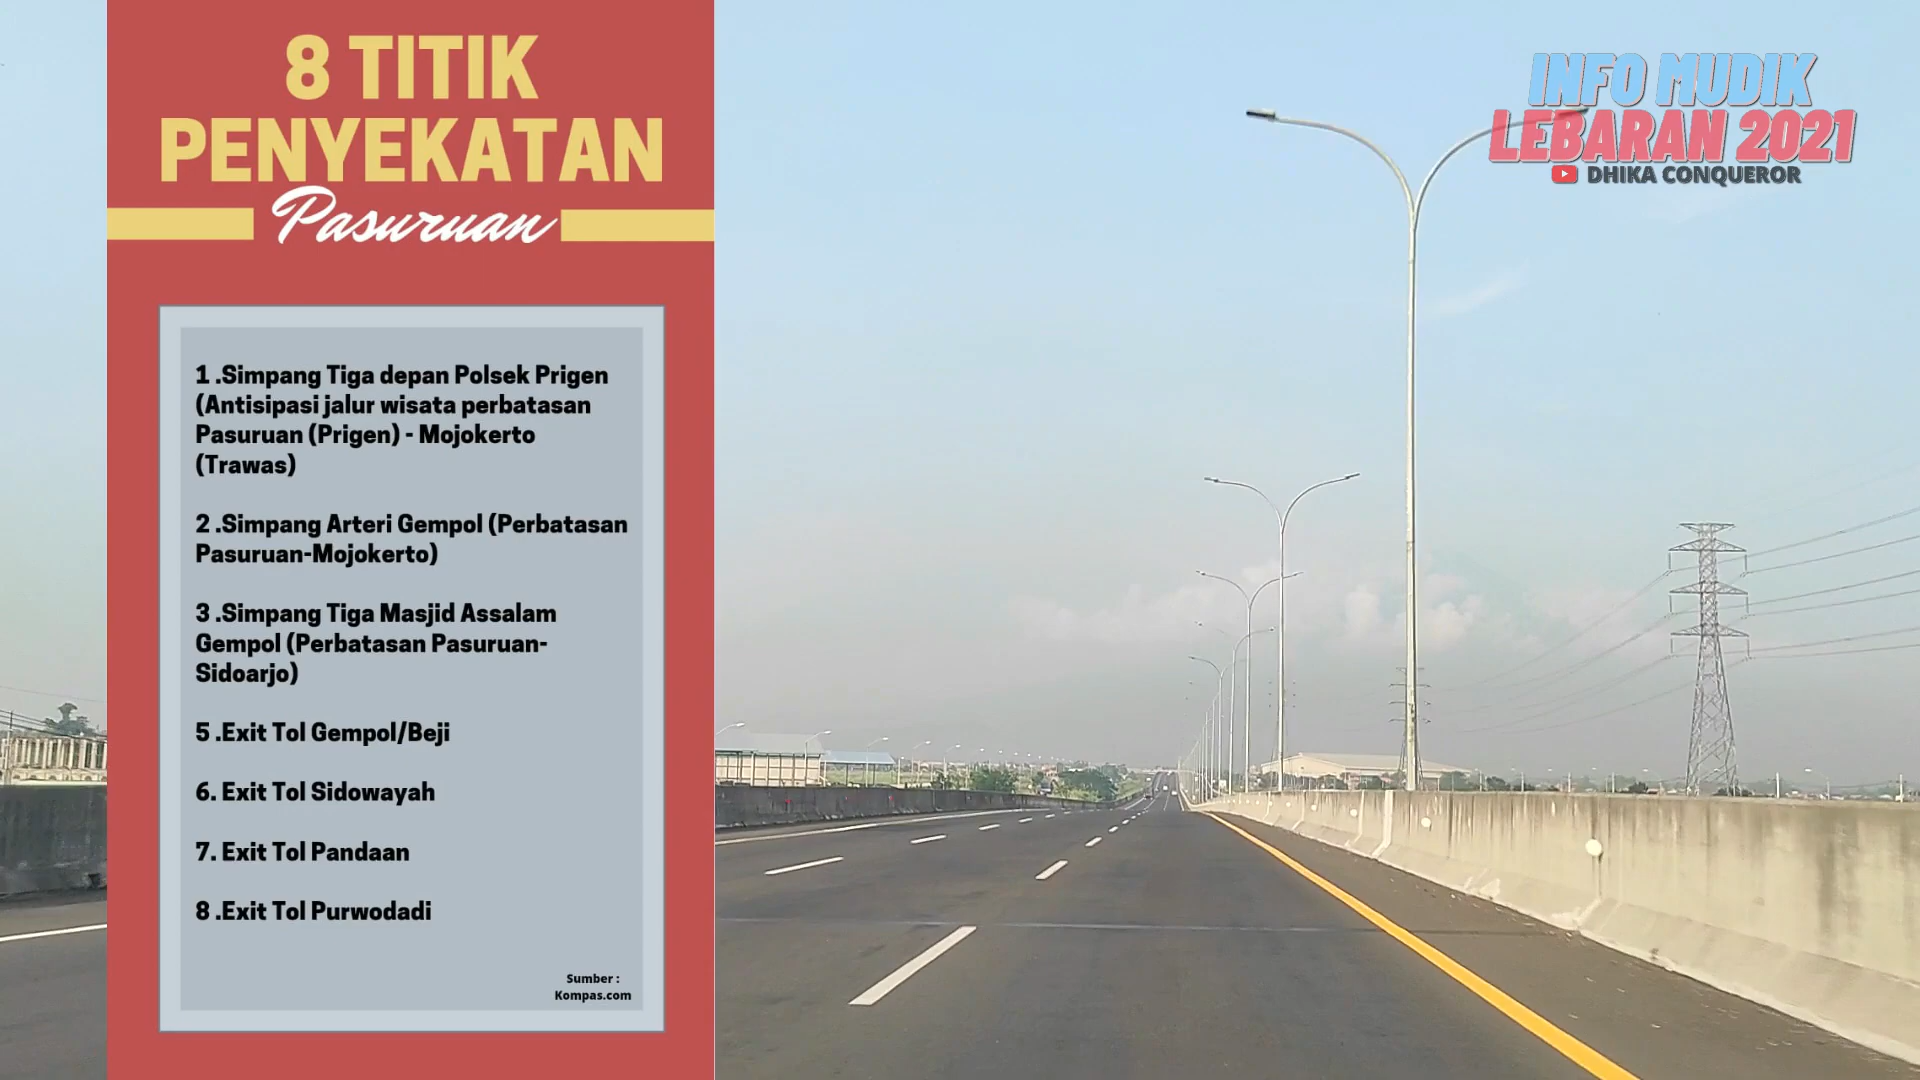 8 TITIK
PENYEKATAN
Pasuruan
1 .Simpang Tiga depan Polsek Prigen
(Antisipasi jalur wisata perbatasan
Pasuruan (Prigen) - Mojokerto
(Trawas)
2 .Simpang Arteri Gempol (Perbatasan
Pasuruan-Mojokerto)
3 .Simpang Tiga Masjid Assalam
Gempol (Perbatasan Pasuruan-
Sidoarjo)
5 .Exit Tol Gempol/Beji
6. Exit Tol Sidowayah
7. Exit Tol Pandaan
8 .Exit Tol Purwodadi
Sumber :
Kompas.com
INFO MUDIK
LEBARAN 2021
DHIKA CONQUEROR